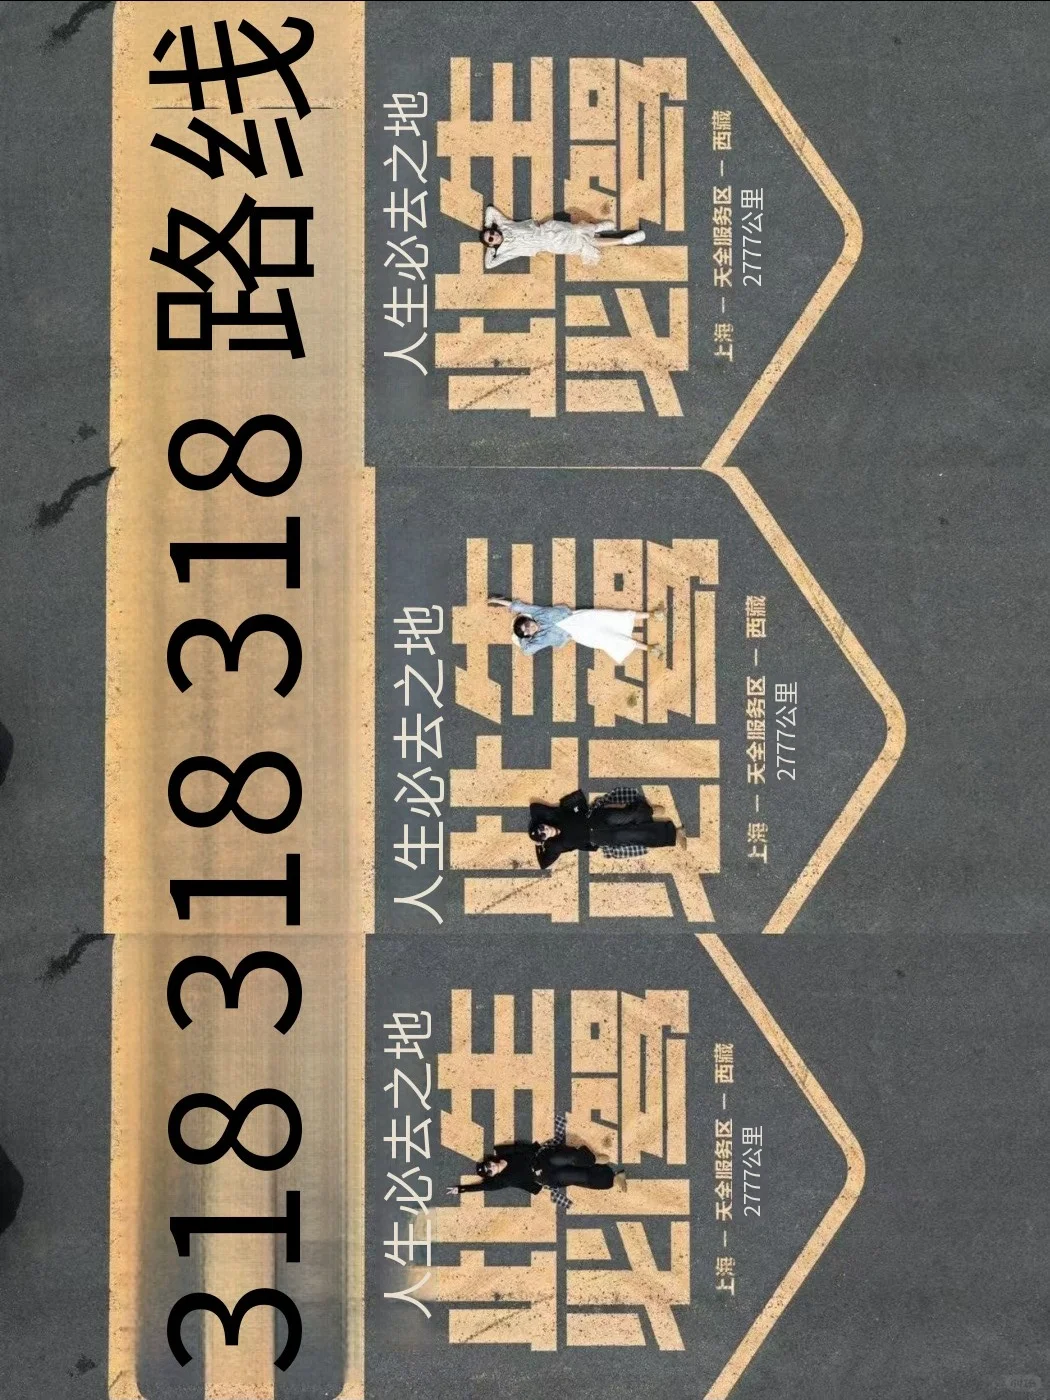 318 318 318 路线
人生必去之地
此生
必驾
上海 — 天全服务区 — 西藏
2777公里
人生必去之地
此生
必驾
上海 — 天全服务区 — 西藏
2777公里
人生必去之地
此生
必驾
上海 — 天全服务区 — 西藏
2777公里